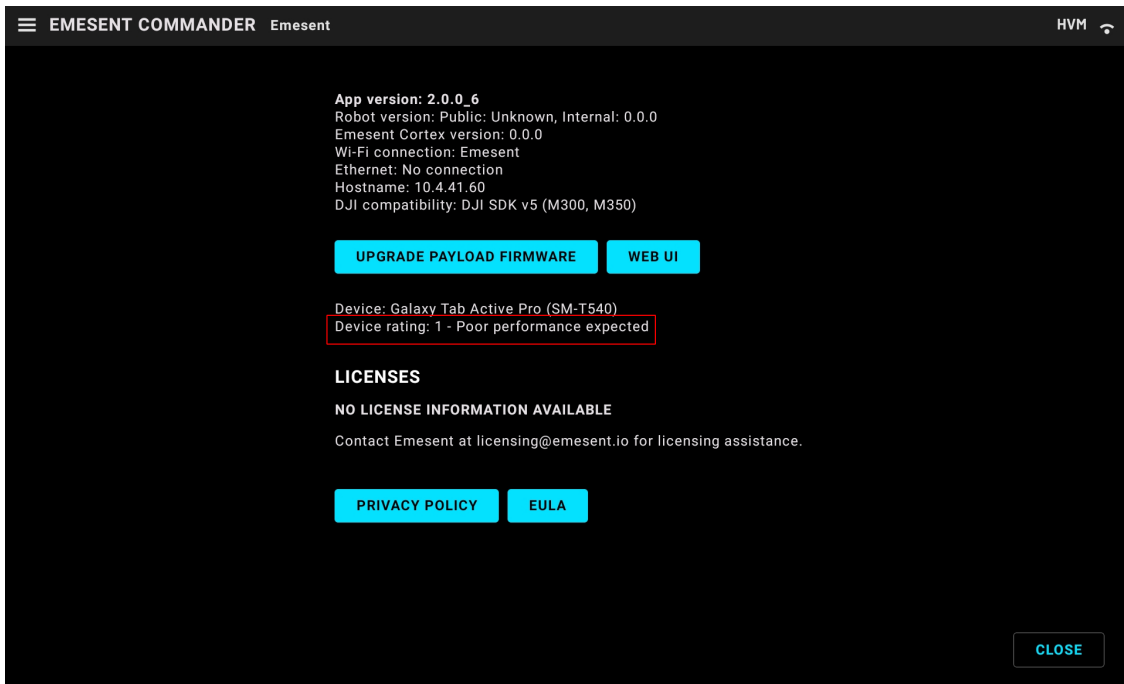 EMESENT COMMANDER Emesent HVM
App version: 2.0.0_6
Robot version: Public: Unknown, Internal: 0.0.0
Emesent Cortex version: 0.0.0
Wi-Fi connection: Emesent
Ethernet: No connection
Hostname: 10.4.41.60
DJI compatibility: DJI SDK v5 (M300, M350)
UPGRADE PAYLOAD FIRMWARE WEB UI
Device: Galaxy Tab Active Pro (SM-T540)
Device rating: 1 - Poor performance expected
LICENSES
NO LICENSE INFORMATION AVAILABLE
Contact Emesent at licensing@emesent.io for licensing assistance.
PRIVACY POLICY EULA
CLOSE